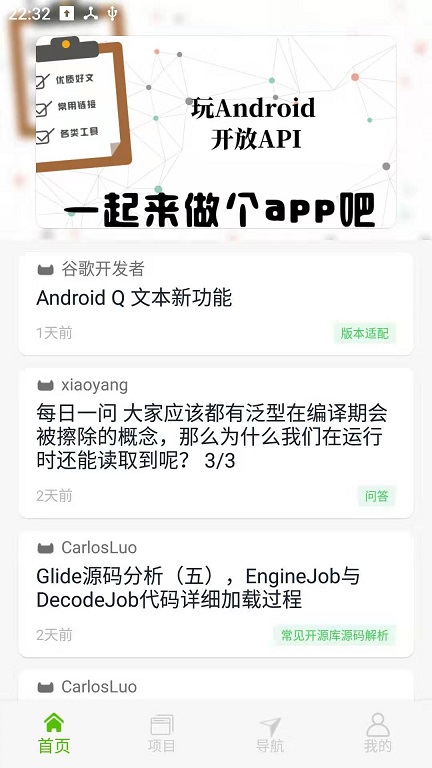 22:32
优质好文
常用链接
各类工具
玩Android
开放API
一起来做个app吧
谷歌开发者
Android Q 文本新功能
1天前
版本适配
xiaoyang
每日一问 大家应该都有泛型在编译期会
被擦除的概念，那么为什么我们在运行
时还能读取到呢？ 3/3
2天前
问答
CarlosLuo
Glide源码分析（五），EngineJob与
DecodeJob代码详细加载过程
2天前
常见开源库源码解析
CarlosLuo
首页
项目
导航
我的